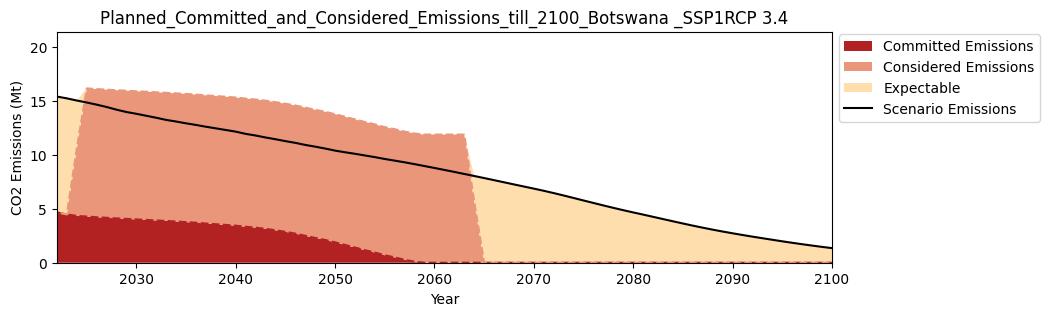 Planned_Committed_and_Considered_Emissions_till_2100_Botswana _SSP1RCP 3.4
Committed Emissions
Considered Emissions
Expectable
Scenario Emissions
CO2 Emissions (Mt)
20
15
10
5
0
2030 2040 2050 2060 2070 2080 2090 2100
Year